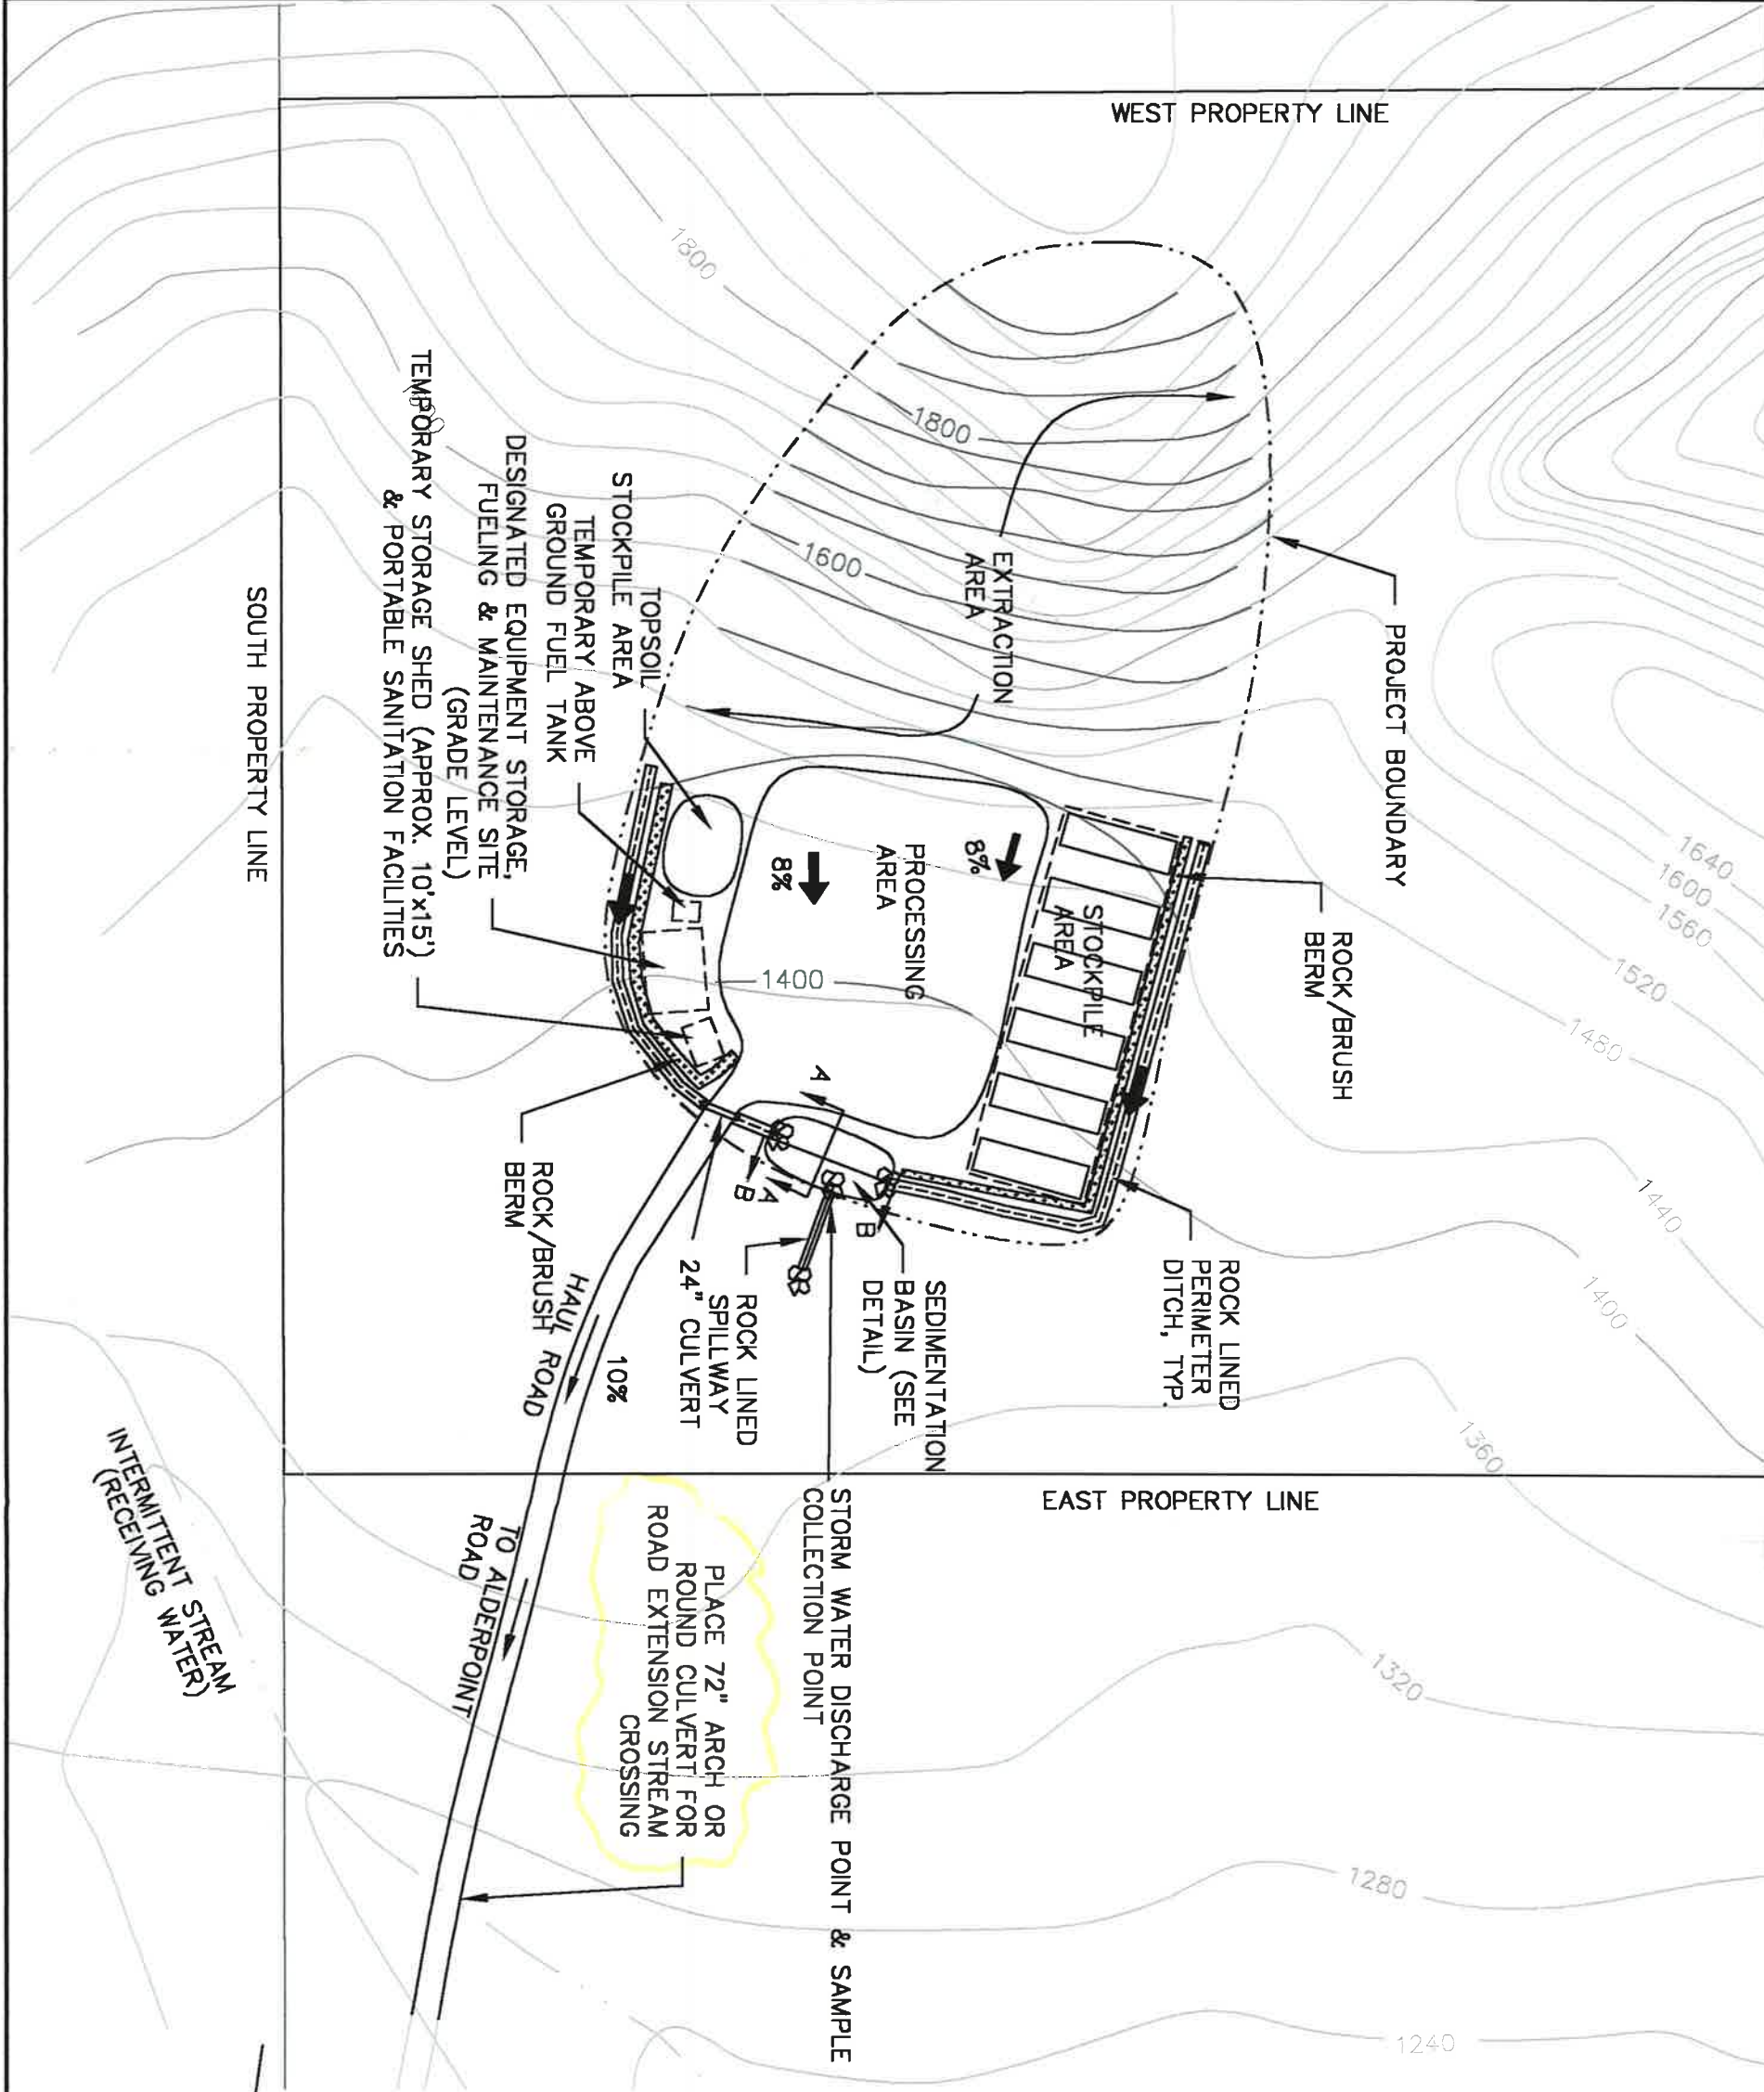 WEST PROPERTY LINE
1800
1800
1600
EXTRACTION
AREA
PROJECT BOUNDARY
1640
1600
1560
1520
1480
1440
1400
1360
1320
1280
1240
ROCK/BRUSH
BERM
STOCKPILE
AREA
PROCESSING
AREA
8%
8%
1400
TOPSOIL
STOCKPILE AREA
TEMPORARY ABOVE
GROUND FUEL TANK
DESIGNATED EQUIPMENT STORAGE,
FUELING & MAINTENANCE SITE
(GRADE LEVEL)
TEMPORARY STORAGE SHED (APPROX. 10'x15')
& PORTABLE SANITATION FACILITIES
SOUTH PROPERTY LINE
A
A
B
B
ROCK LINED
PERIMETER
DITCH, TYP.
SEDIMENTATION
BASIN (SEE
DETAIL)
ROCK LINED
SPILLWAY
24" CULVERT
ROCK/BRUSH
BERM
HAUL ROAD
10%
EAST PROPERTY LINE
STORM WATER DISCHARGE POINT & SAMPLE
COLLECTION POINT
PLACE 72" ARCH OR
ROUND CULVERT FOR
ROAD EXTENSION STREAM
CROSSING
TO ALDERPOINT
ROAD
INTERMITTENT STREAM
(RECEIVING WATER)